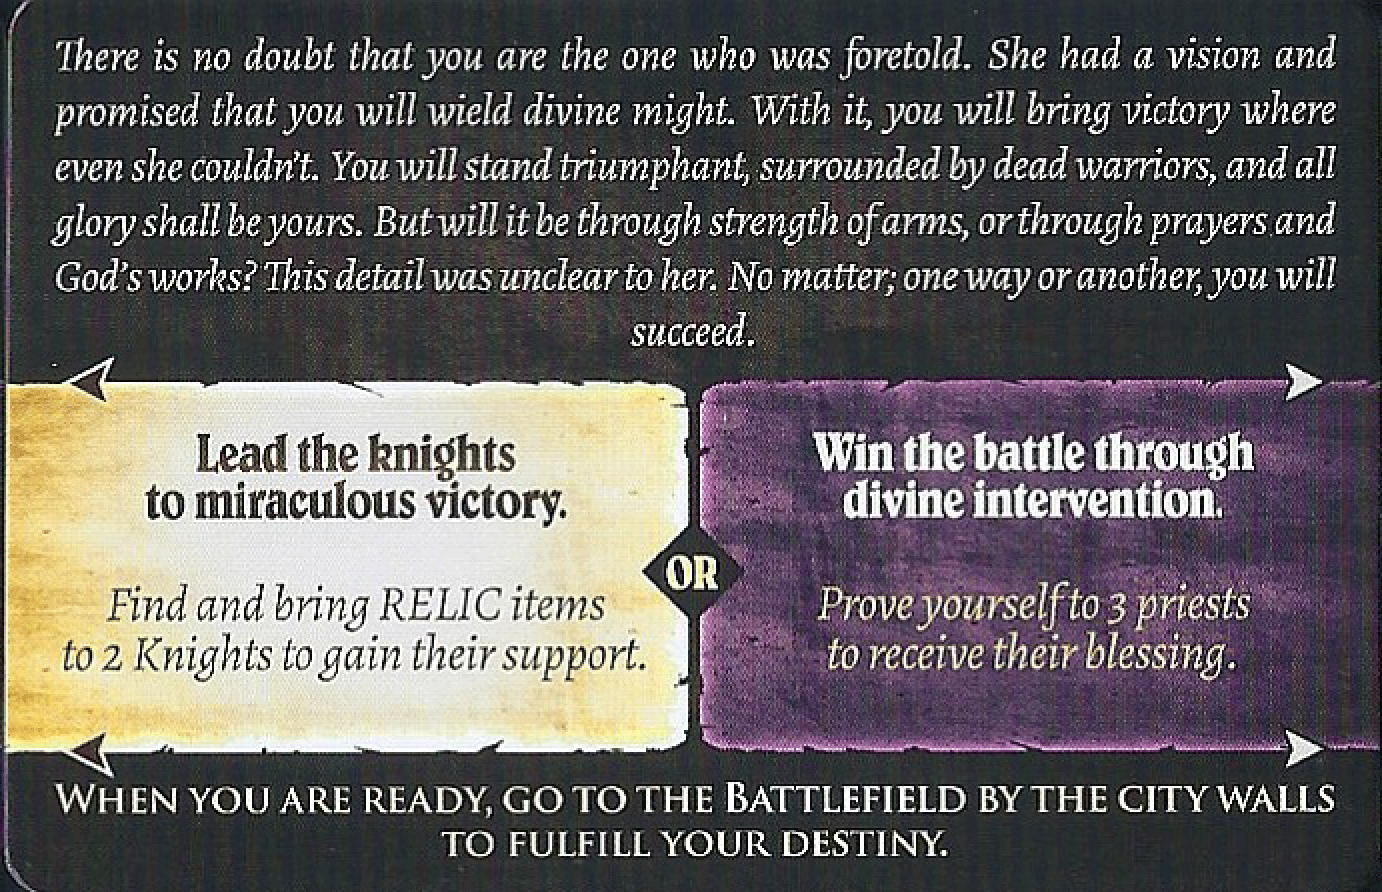 There is no doubt that you are the one who was foretold. She had a vision and
promised that you will wield divine might. With it, you will bring victory where
even she couldn't. You will stand triumphant, surrounded by dead warriors, and all
glory shall be yours. But will it be through strength of arms, or through prayers and
God's works? This detail was unclear to her. No matter; one way or another, you will
succeed.
Lead the knights
to miraculous victory.
Find and bring RELIC items
to 2 Knights to gain their support.
OR
Win the battle through
divine intervention.
Prove yourself to 3 priests
to receive their blessing.
WHEN YOU ARE READY, GO TO THE BATTLEFIELD BY THE CITY WALLS
TO FULFILL YOUR DESTINY.